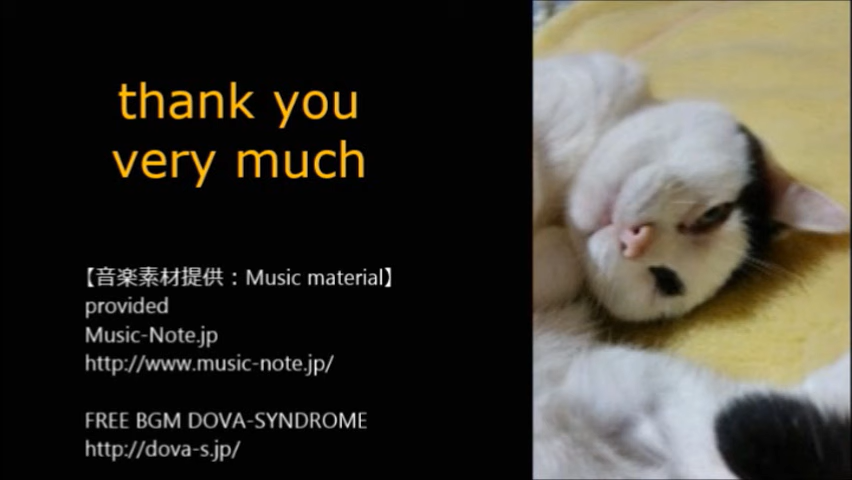 thank you
very much
【音楽素材提供：Music material】
provided
Music-Note.jp
http://www.music-note.jp/
FREE BGM DOVA-SYNDROME
http://dova-s.jp/